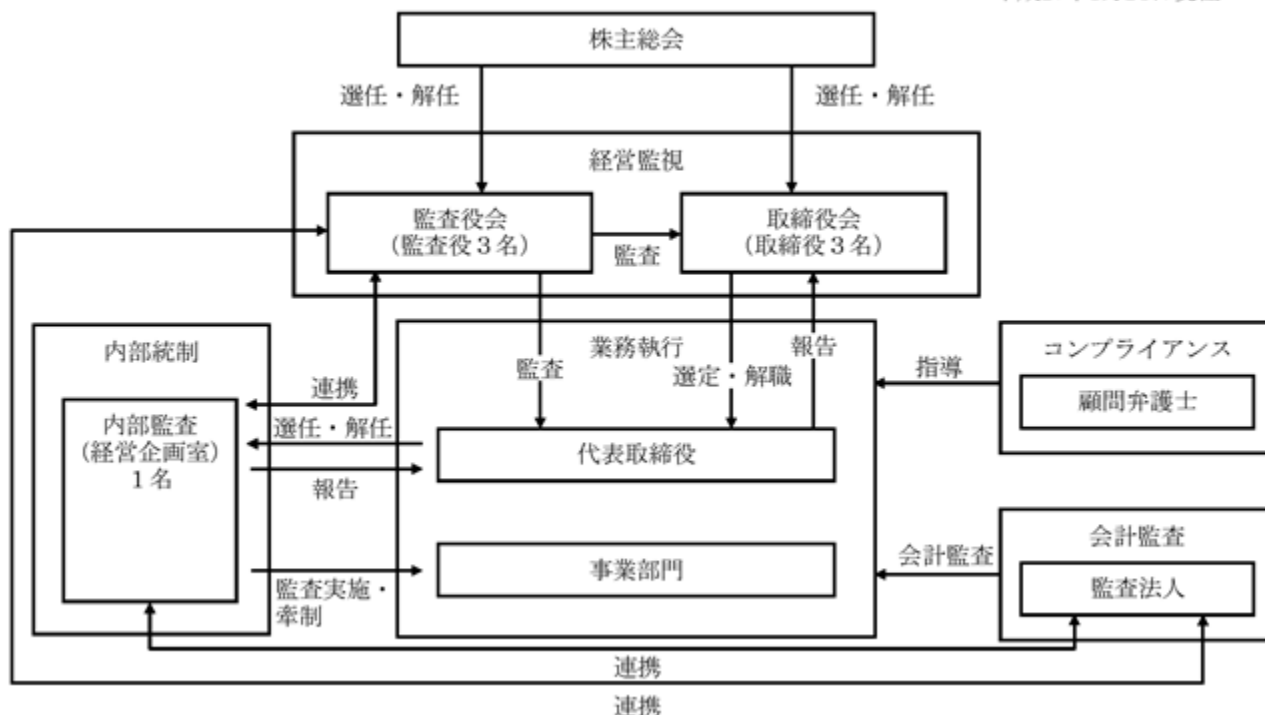 株主総会
選任・解任
選任・解任
経営監視
監査役会
（監査役３名）
監査
取締役会
（取締役３名）
内部統制
業務執行
報告
コンプライアンス
監査
選定・解職
指導
連携
顧問弁護士
内部監査
（経営企画室）
１名
選任・解任
代表取締役
報告
会計監査
会計監査
事業部門
監査法人
監査実施・
牽制
連携
連携